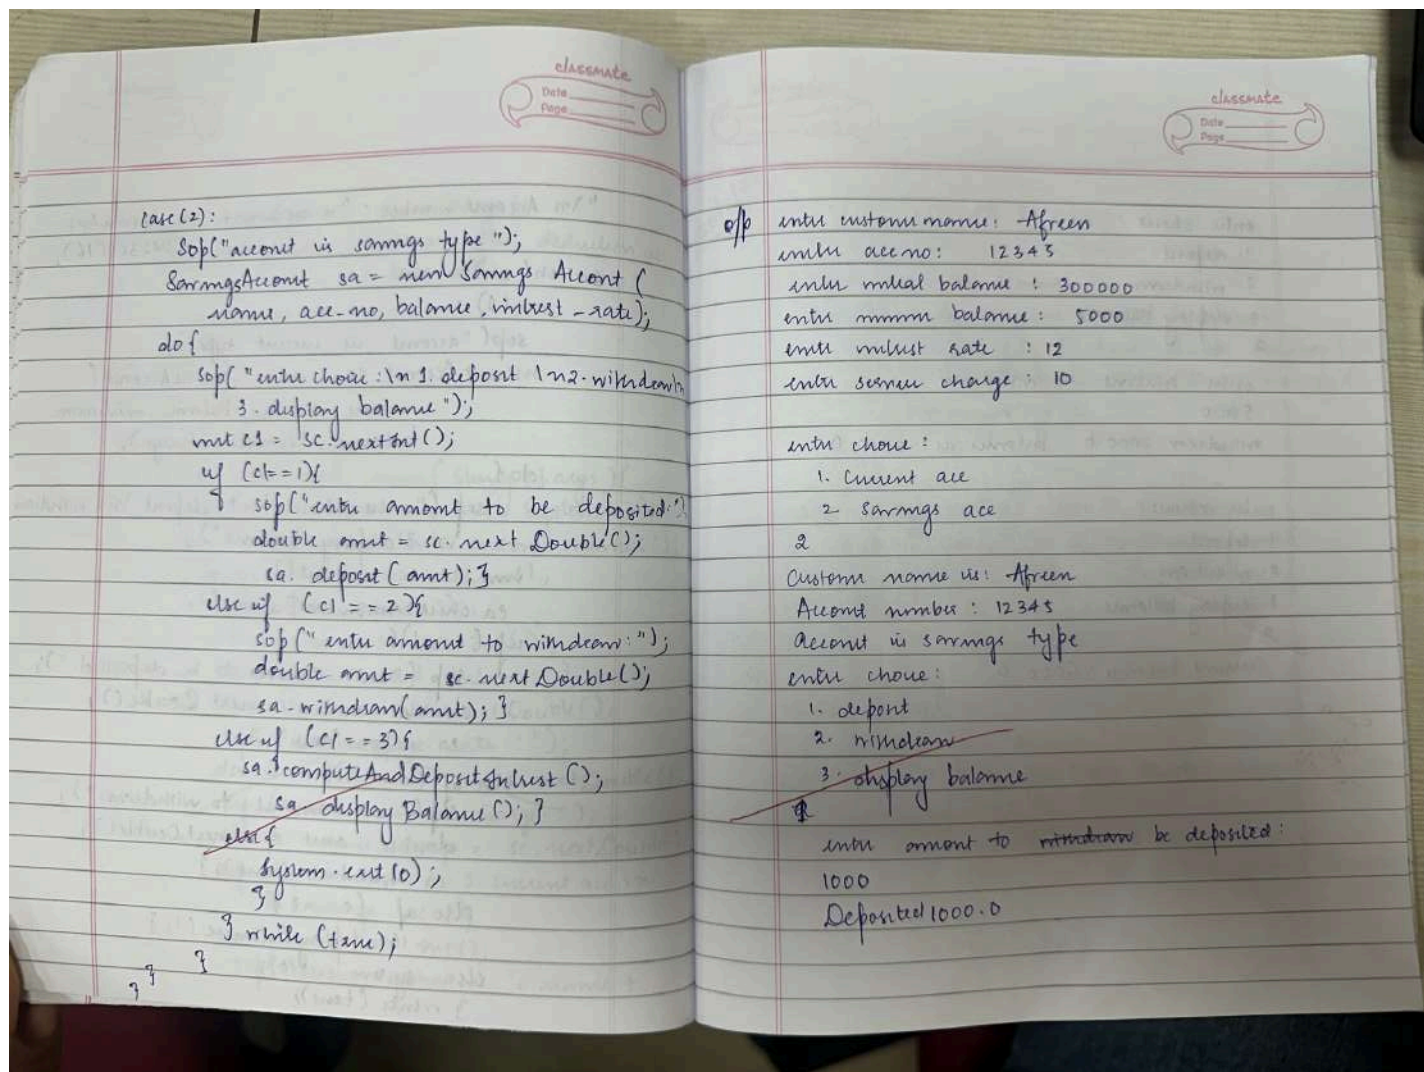 classmate
Date
Page
case(2):
sop("account is savings type");
SavingsAccount sa = new Savings Account (
name, acc_no, balance, interest_rate);
do {
sop("enter choice :\n 1. deposit \n2. withdraw\n
3. display balance");
int c1 = sc.nextInt();
if (c1==1){
sop("enter amount to be deposited:")
double amt = sc.next Double();
sa. deposit (amt); }
else if (c1==2){
sop("enter amount to withdraw:");
double amt = sc.next Double();
sa.withdraw(amt); }
else if (c1==3){
sa.computeAndDepositInterest();
sa display Balance(); }
else {
System.exit(0);
}
} while (true);
}
}
}
classmate
Date
Page
o/p enter customer name: Afreen
enter acc no: 12345
enter initial balance : 300000
enter balance : 5000
enter interest rate : 12
enter service charge : 10
enter choice :
1. Current acc
2 Savings acc
2
Customer name is: Afreen
Account number : 12345
account is savings type
enter choice :
1. deposit
2. withdraw
3. display balance
enter amount to withdraw be deposited :
1000
Deposited 1000.0